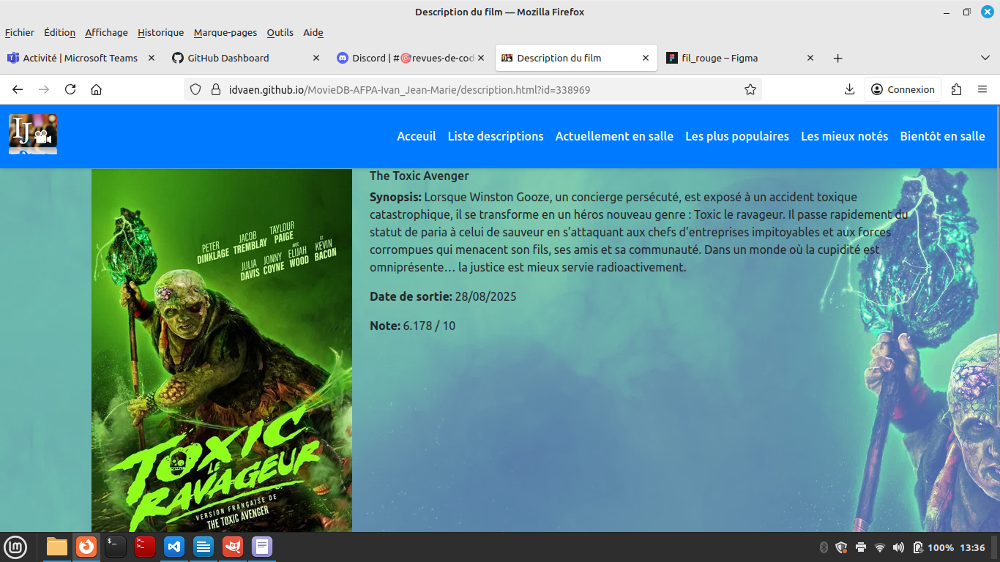 Description du film — Mozilla Firefox
Fichier Édition Affichage Historique Marque-pages Outils Aide
Activité | Microsoft Teams
GitHub Dashboard
Discord | #🎯revues-de-cod
Description du film
fil_rouge – Figma
idvaen.github.io/MovieDB-AFPA-Ivan_Jean-Marie/description.html?id=338969
Connexion
IJ
Acceuil Liste descriptions Actuellement en salle Les plus populaires Les mieux notés Bientôt en salle
The Toxic Avenger
Synopsis: Lorsque Winston Gooze, un concierge persécuté, est exposé à un accident toxique
catastrophique, il se transforme en un héros nouveau genre : Toxic le ravageur. Il passe rapidement du
statut de paria à celui de sauveur en s’attaquant aux chefs d’entreprises impitoyables et aux forces
corrompues qui menacent son fils, ses amis et sa communauté. Dans un monde où la cupidité est
omniprésente… la justice est mieux servie radioactivement.
Date de sortie: 28/08/2025
Note: 6.178 / 10
PETER DINKLAGE
JACOB TREMBLAY
TAYLOUR PAIGE
JULIA DAVIS
JONNY COYNE
AVEC ELIJAH WOOD
ET KEVIN BACON
TOXIC
LE
RAVAGEUR
VERSION FRANÇAISE DE
THE TOXIC AVENGER
100% 13:36